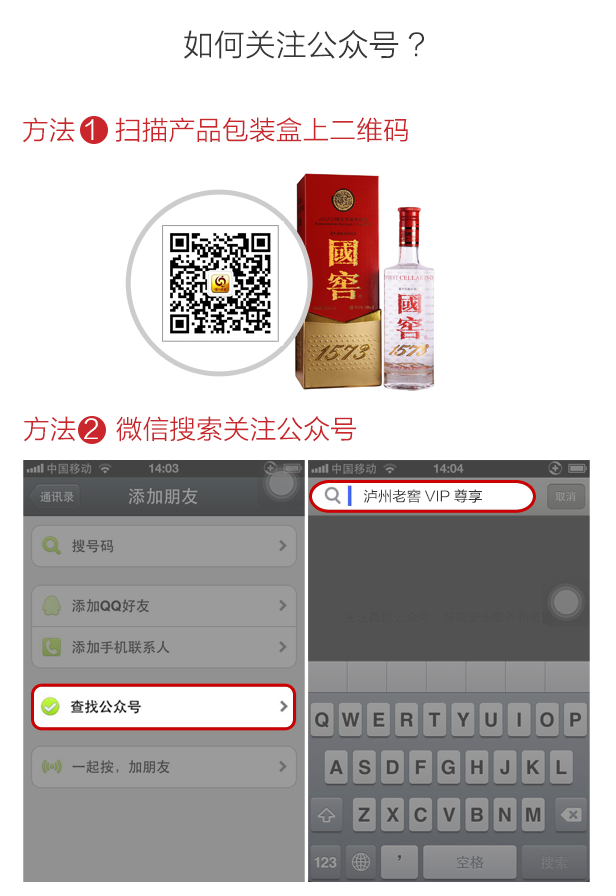 如何关注公众号？
方法1 扫描产品包装盒上二维码
國窖
1573
國窖
1573
方法2 微信搜索关注公众号
中国移动 14:03
通讯录 添加朋友
搜号码
添加QQ好友
添加手机联系人
查找公众号
一起按，加朋友
中国移动 14:04
泸州老窖 VIP 尊享 取消
Q W E R T Y U I O P
A S D F G H J K L
Z X C V B N M
123 ， 空格 搜索